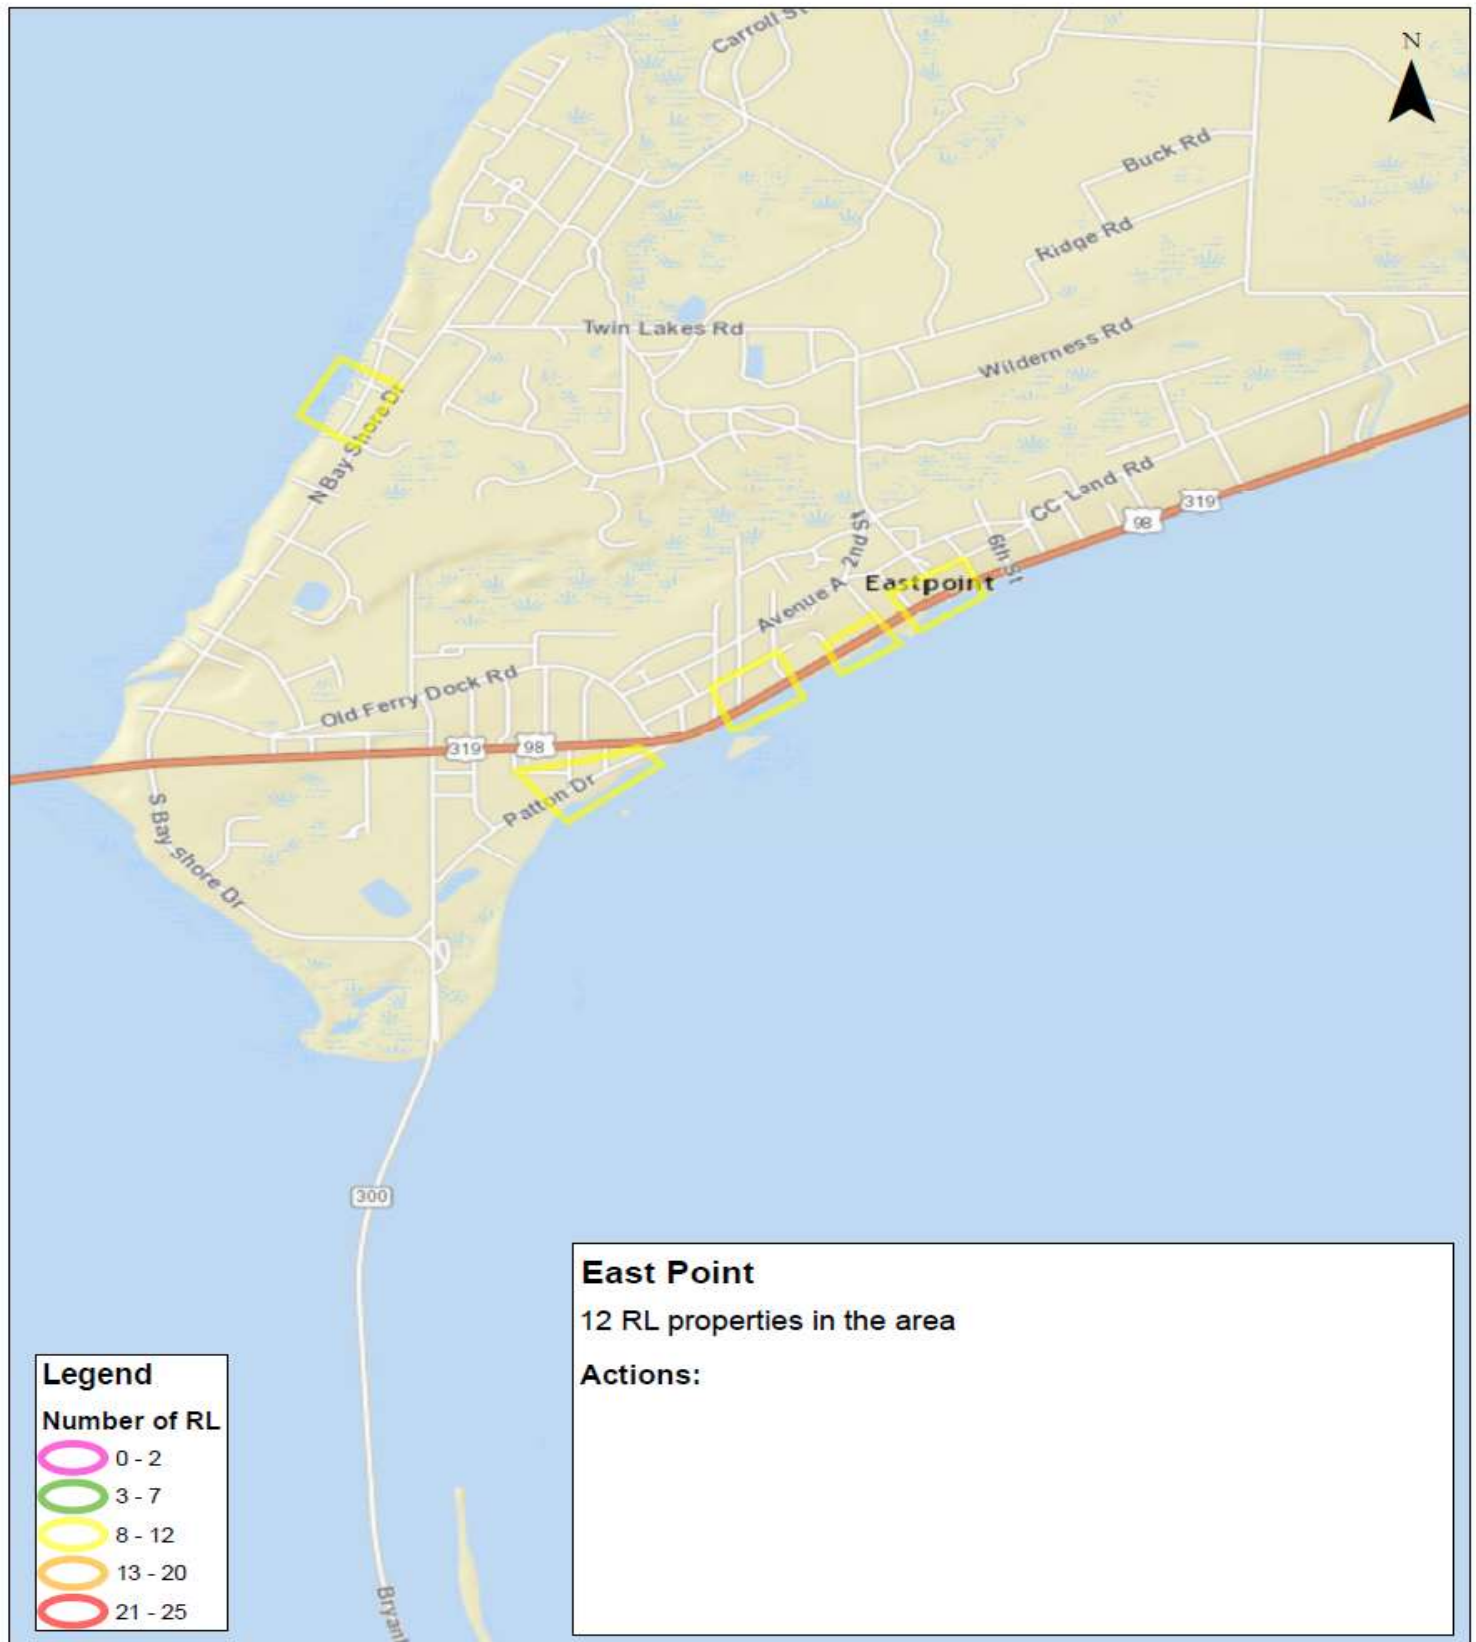 Carroll St
N
Buck Rd
Ridge Rd
Twin Lakes Rd
Wilderness Rd
N Bay Shore Dr
CC Land Rd
319
98
2nd St
6th St
Eastpoint
Avenue A
Old Ferry Dock Rd
319
98
Patton Dr
S Bay Shore Dr
300
East Point
12 RL properties in the area
Actions:
Legend
Number of RL
0 - 2
3 - 7
8 - 12
13 - 20
21 - 25
Bryant